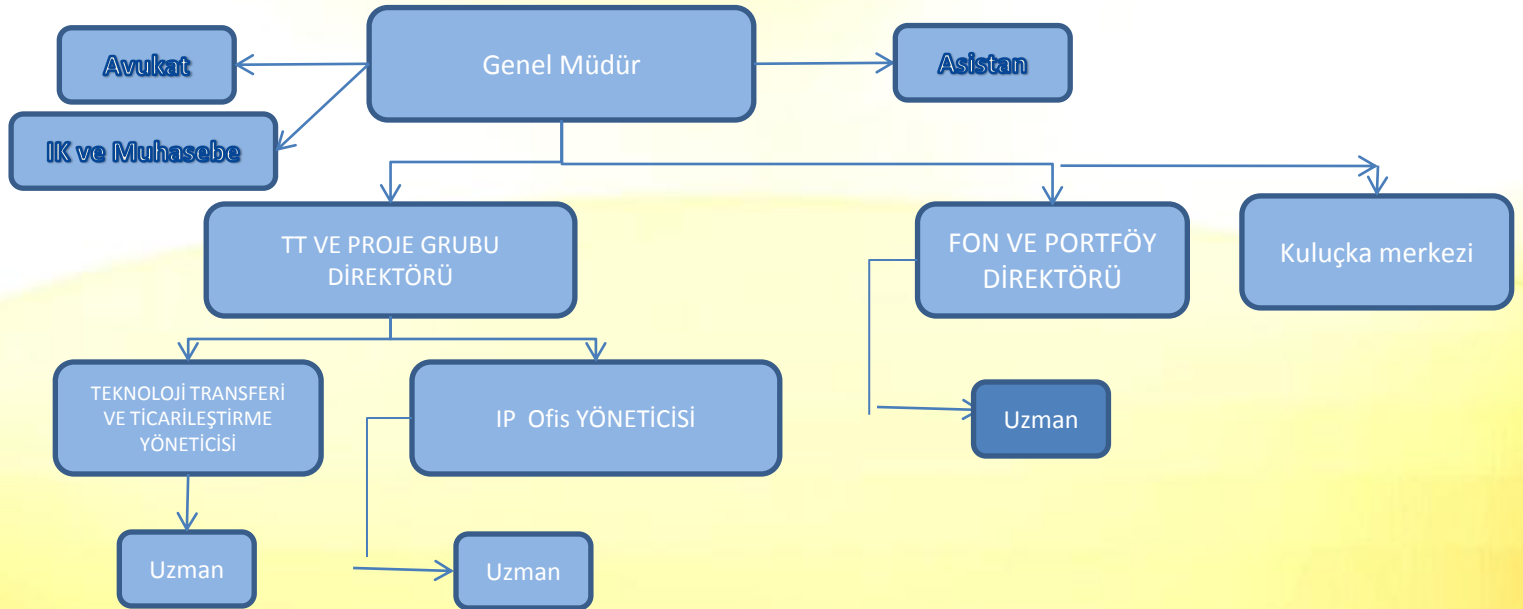 Avukat
Genel Müdür
Asistan
IK ve Muhasebe
TT VE PROJE GRUBU
DİREKTÖRÜ
FON VE PORTFÖY
DİREKTÖRÜ
Kuluçka merkezi
TEKNOLOJİ TRANSFERİ
VE TİCARİLEŞTİRME
YÖNETİCİSİ
IP  Ofis YÖNETİCİSİ
Uzman
Uzman
Uzman